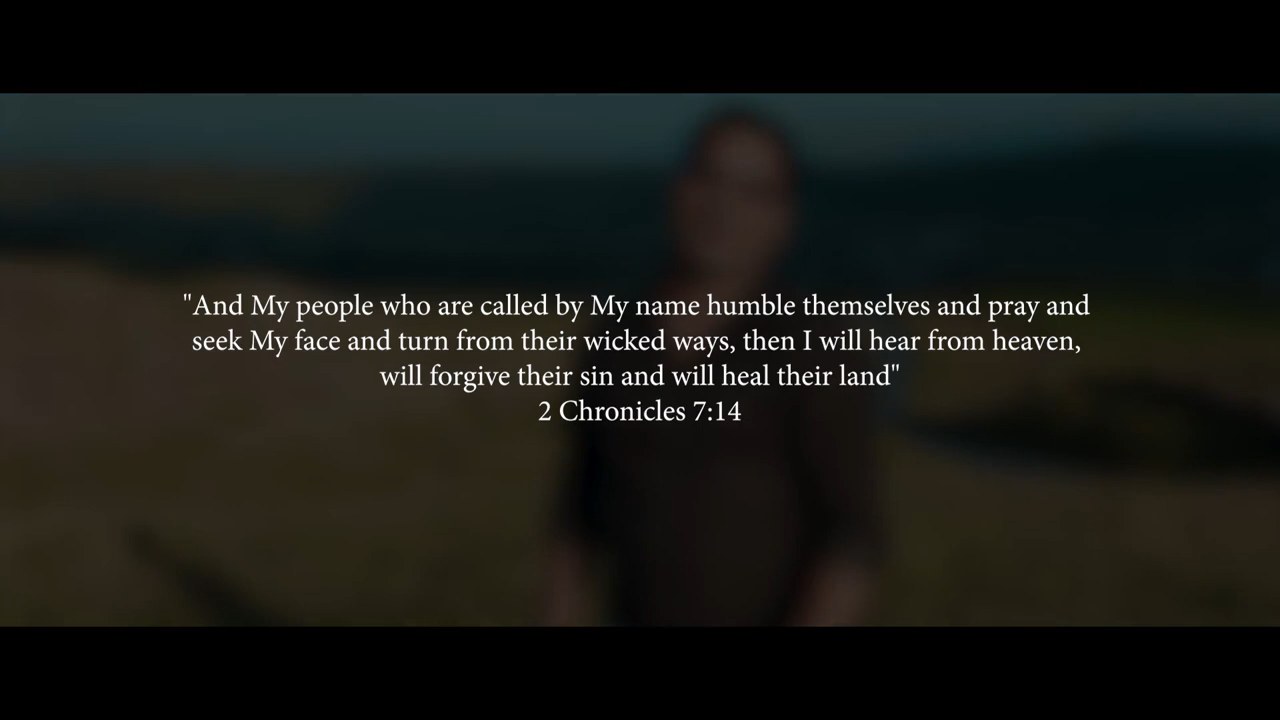 "And My people who are called by My name humble themselves and pray and
seek My face and turn from their wicked ways, then I will hear from heaven,
will forgive their sin and will heal their land"
2 Chronicles 7:14